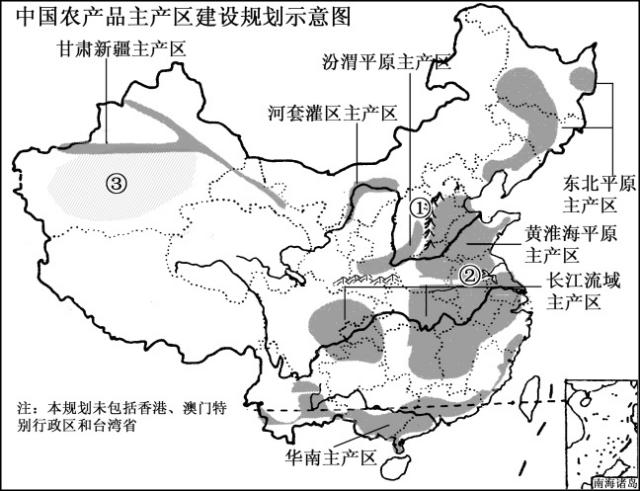 中国农产品主产区建设规划示意图
甘肃新疆主产区
汾渭平原主产区
河套灌区主产区
③
①
东北平原
主产区
黄淮海平原
主产区
②
长江流域
主产区
注：本规划未包括香港、澳门特
别行政区和台湾省
华南主产区
南海诸岛